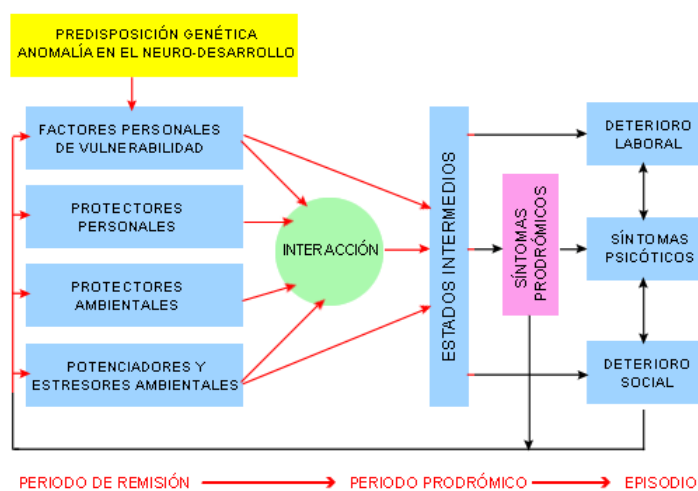 PREDISPOSICIÓN GENÉTICA
ANOMALÍA EN EL NEURO-DESARROLLO
FACTORES PERSONALES
DE VULNERABILIDAD
PROTECTORES
PERSONALES
PROTECTORES
AMBIENTALES
POTENCIADORES Y
ESTRESORES AMBIENTALES
INTERACCIÓN
ESTADOS INTERMEDIOS
SÍNTOMAS
PRODRÓMICOS
DETERIORO
LABORAL
SÍNTOMAS
PSICÓTICOS
DETERIORO
SOCIAL
PERIODO DE REMISIÓN PERIODO PRODRÓMICO EPISODIO